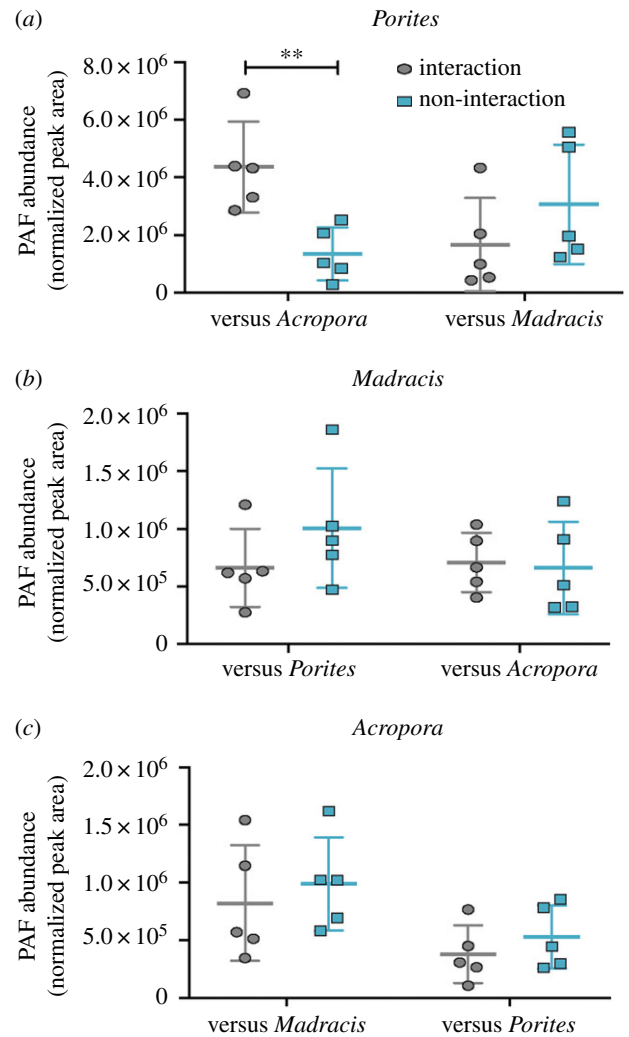 (a)
Porites
PAF abundance
(normalized peak area)
8.0 × 10⁶
6.0 × 10⁶
4.0 × 10⁶
2.0 × 10⁶
0
**
interaction
non-interaction
versus Acropora
versus Madracis
(b)
Madracis
PAF abundance
(normalized peak area)
2.0 × 10⁶
1.5 × 10⁶
1.0 × 10⁶
5.0 × 10⁵
0
versus Porites
versus Acropora
(c)
Acropora
PAF abundance
(normalized peak area)
2.0 × 10⁶
1.5 × 10⁶
1.0 × 10⁶
5.0 × 10⁵
0
versus Madracis
versus Porites